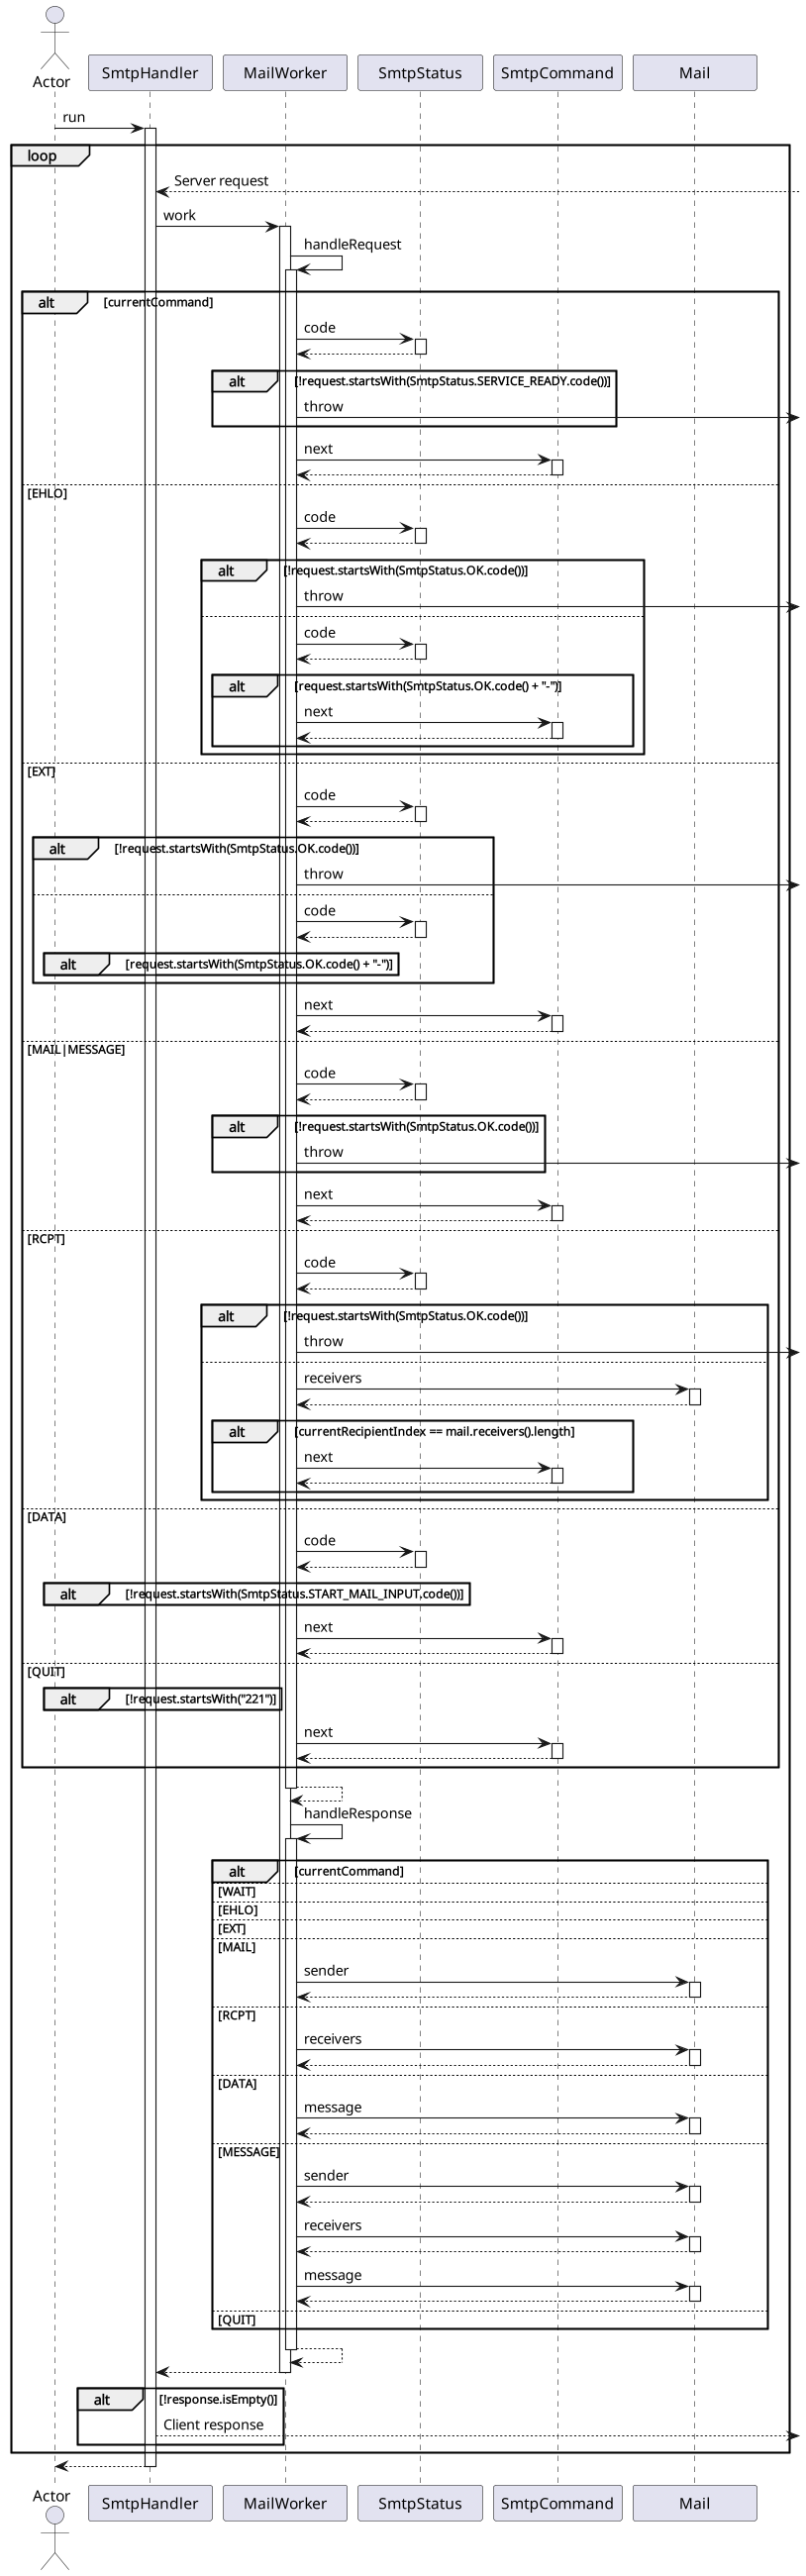 Actor
SmtpHandler MailWorker SmtpStatus SmtpCommand Mail
run
loop
Server request
work
handleRequest
alt [currentCommand]
code
alt [!request.startsWith(SmtpStatus.SERVICE_READY.code())]
throw
next
[EHLO]
code
alt [!request.startsWith(SmtpStatus.OK.code())]
throw
code
alt [request.startsWith(SmtpStatus.OK.code() + "-")]
next
[EXT]
code
alt [!request.startsWith(SmtpStatus.OK.code())]
throw
code
alt [request.startsWith(SmtpStatus.OK.code() + "-")]
next
[MAIL|MESSAGE]
code
alt [!request.startsWith(SmtpStatus.OK.code())]
throw
next
[RCPT]
code
alt [!request.startsWith(SmtpStatus.OK.code())]
throw
receivers
alt [currentRecipientIndex == mail.receivers().length]
next
[DATA]
code
alt [!request.startsWith(SmtpStatus.START_MAIL_INPUT.code())]
next
[QUIT]
alt [!request.startsWith("221")]
next
handleResponse
alt [currentCommand]
[WAIT]
[EHLO]
[EXT]
[MAIL]
sender
[RCPT]
receivers
[DATA]
message
[MESSAGE]
sender
receivers
message
[QUIT]
alt [!response.isEmpty()]
Client response
Actor
SmtpHandler MailWorker SmtpStatus SmtpCommand Mail